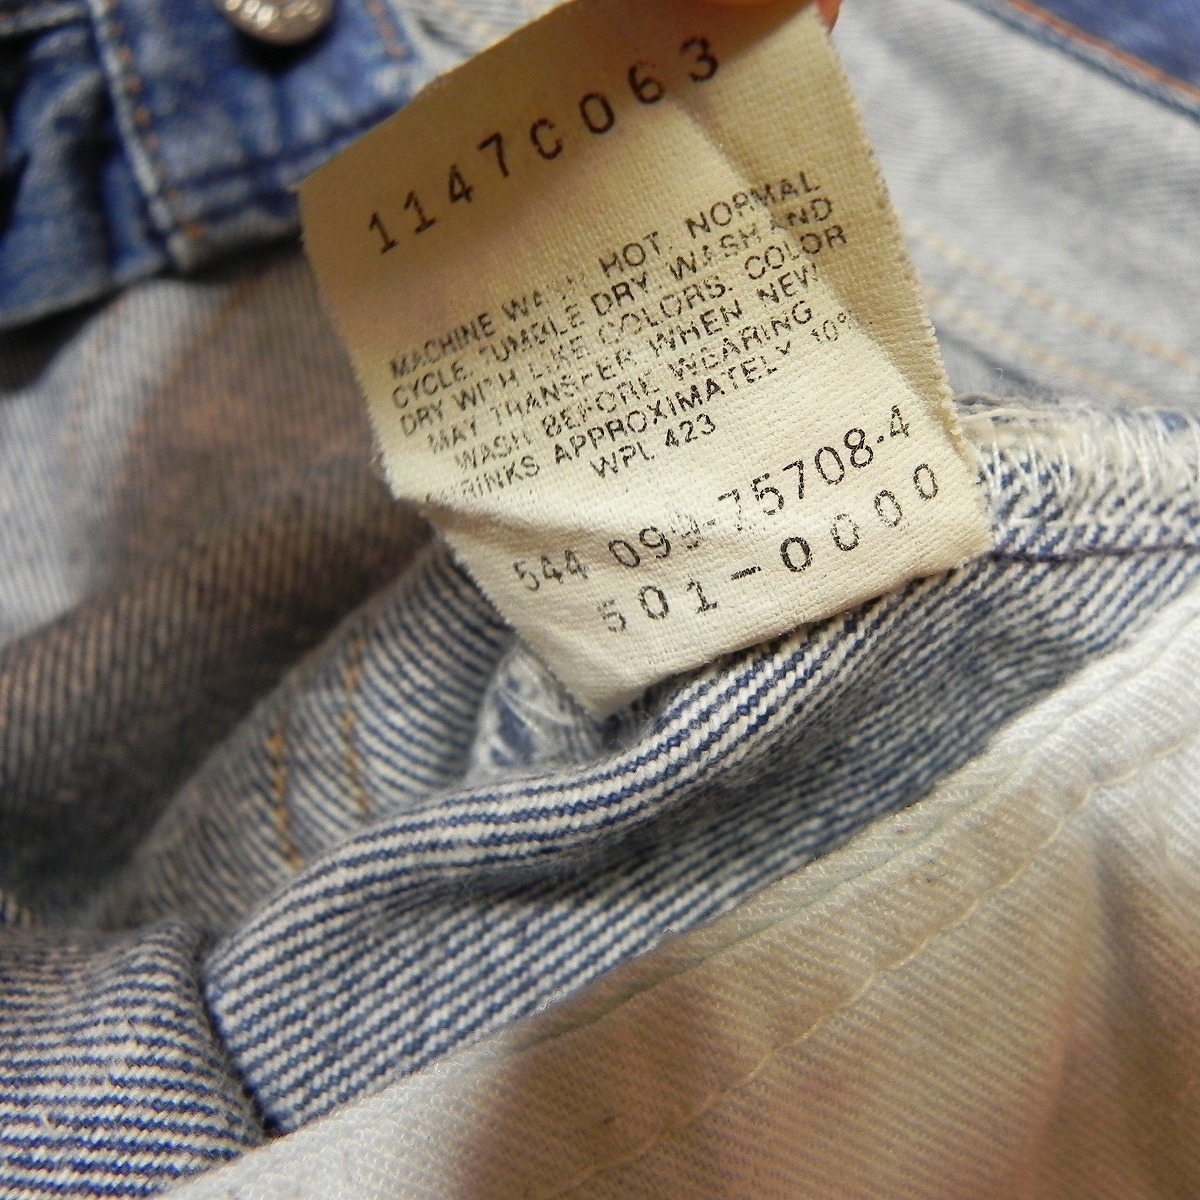 1147C063
MACHINE WASH HOT, NORMAL
CYCLE. TUMBLE DRY. WASH AND
DRY WITH LIKE COLORS. COLOR
MAY TRANSFER WHEN NEW
WASH BEFORE WEARING
SHRINKS APPROXIMATELY 10%
WPL 423
544 099-75708-4
501-0000